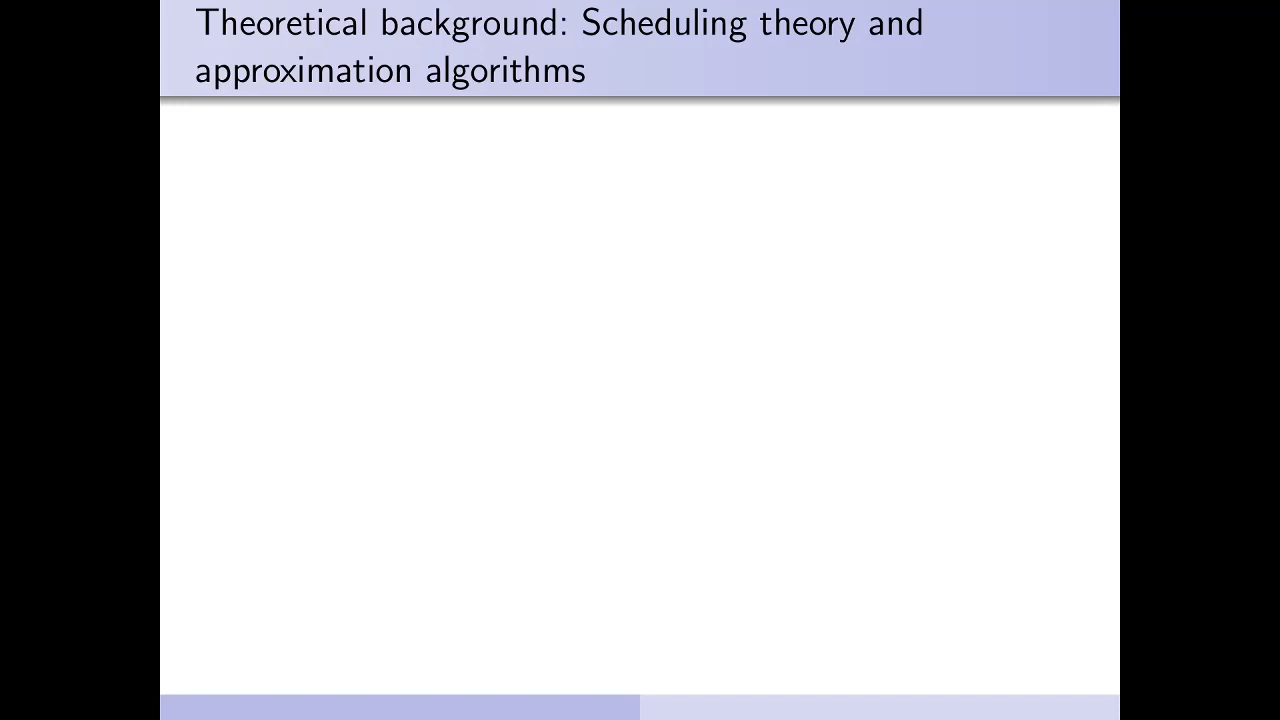 Theoretical background: Scheduling theory and
approximation algorithms